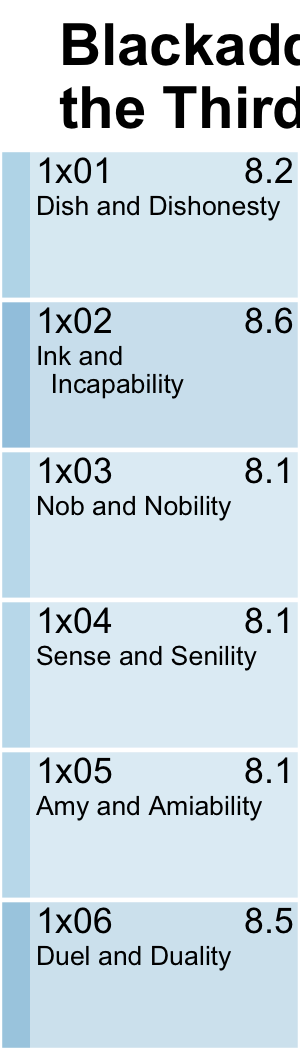 Blackadd
the Third
1x01 8.2
Dish and Dishonesty
1x02 8.6
Ink and
Incapability
1x03 8.1
Nob and Nobility
1x04 8.1
Sense and Senility
1x05 8.1
Amy and Amiability
1x06 8.5
Duel and Duality